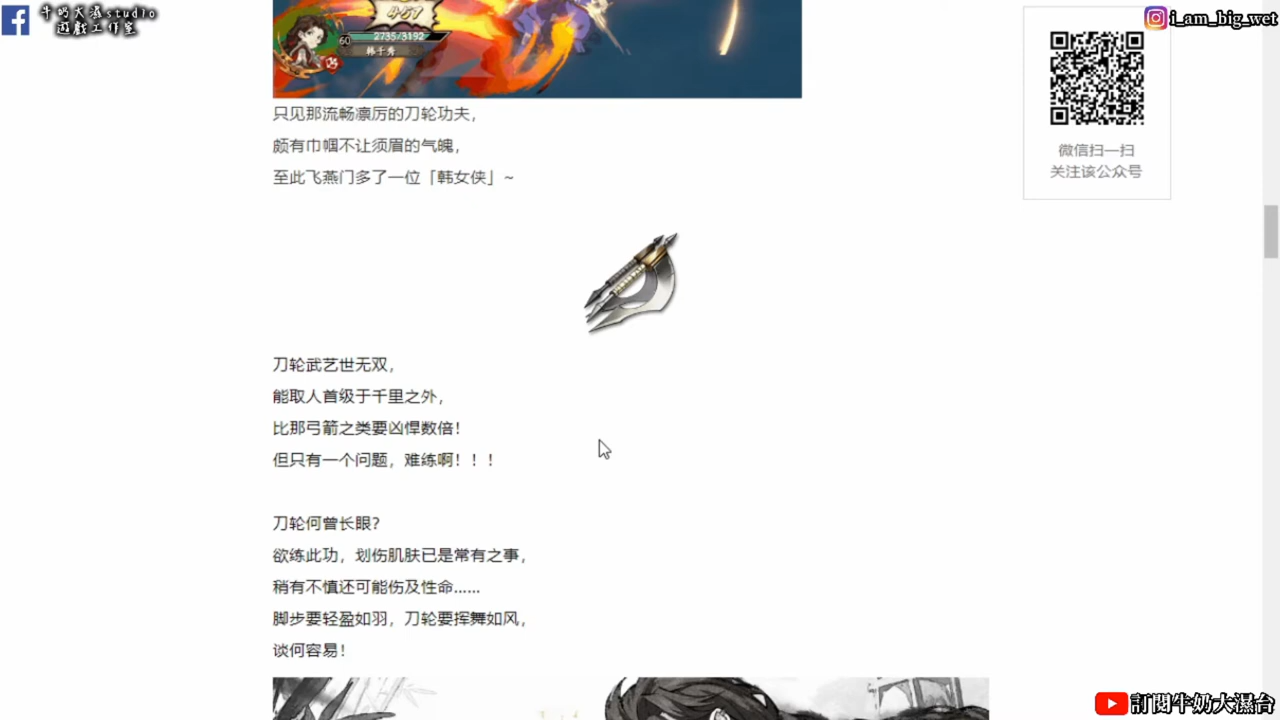 牛奶大濕studio
遊戲工作室
i_am_big_wet
457
2735/3192
60
韩千秀
只见那流畅凛厉的刀轮功夫，
颇有巾帼不让须眉的气魄，
至此飞燕门多了一位「韩女侠」~
微信扫一扫
关注该公众号
刀轮武艺世无双，
能取人首级于千里之外，
比那弓箭之类要凶悍数倍！
但只有一个问题，难练啊！！！
刀轮何曾长眼？
欲练此功，划伤肌肤已是常有之事，
稍有不慎还可能伤及性命……
脚步要轻盈如羽，刀轮要挥舞如风，
谈何容易！
訂閱牛奶大濕台